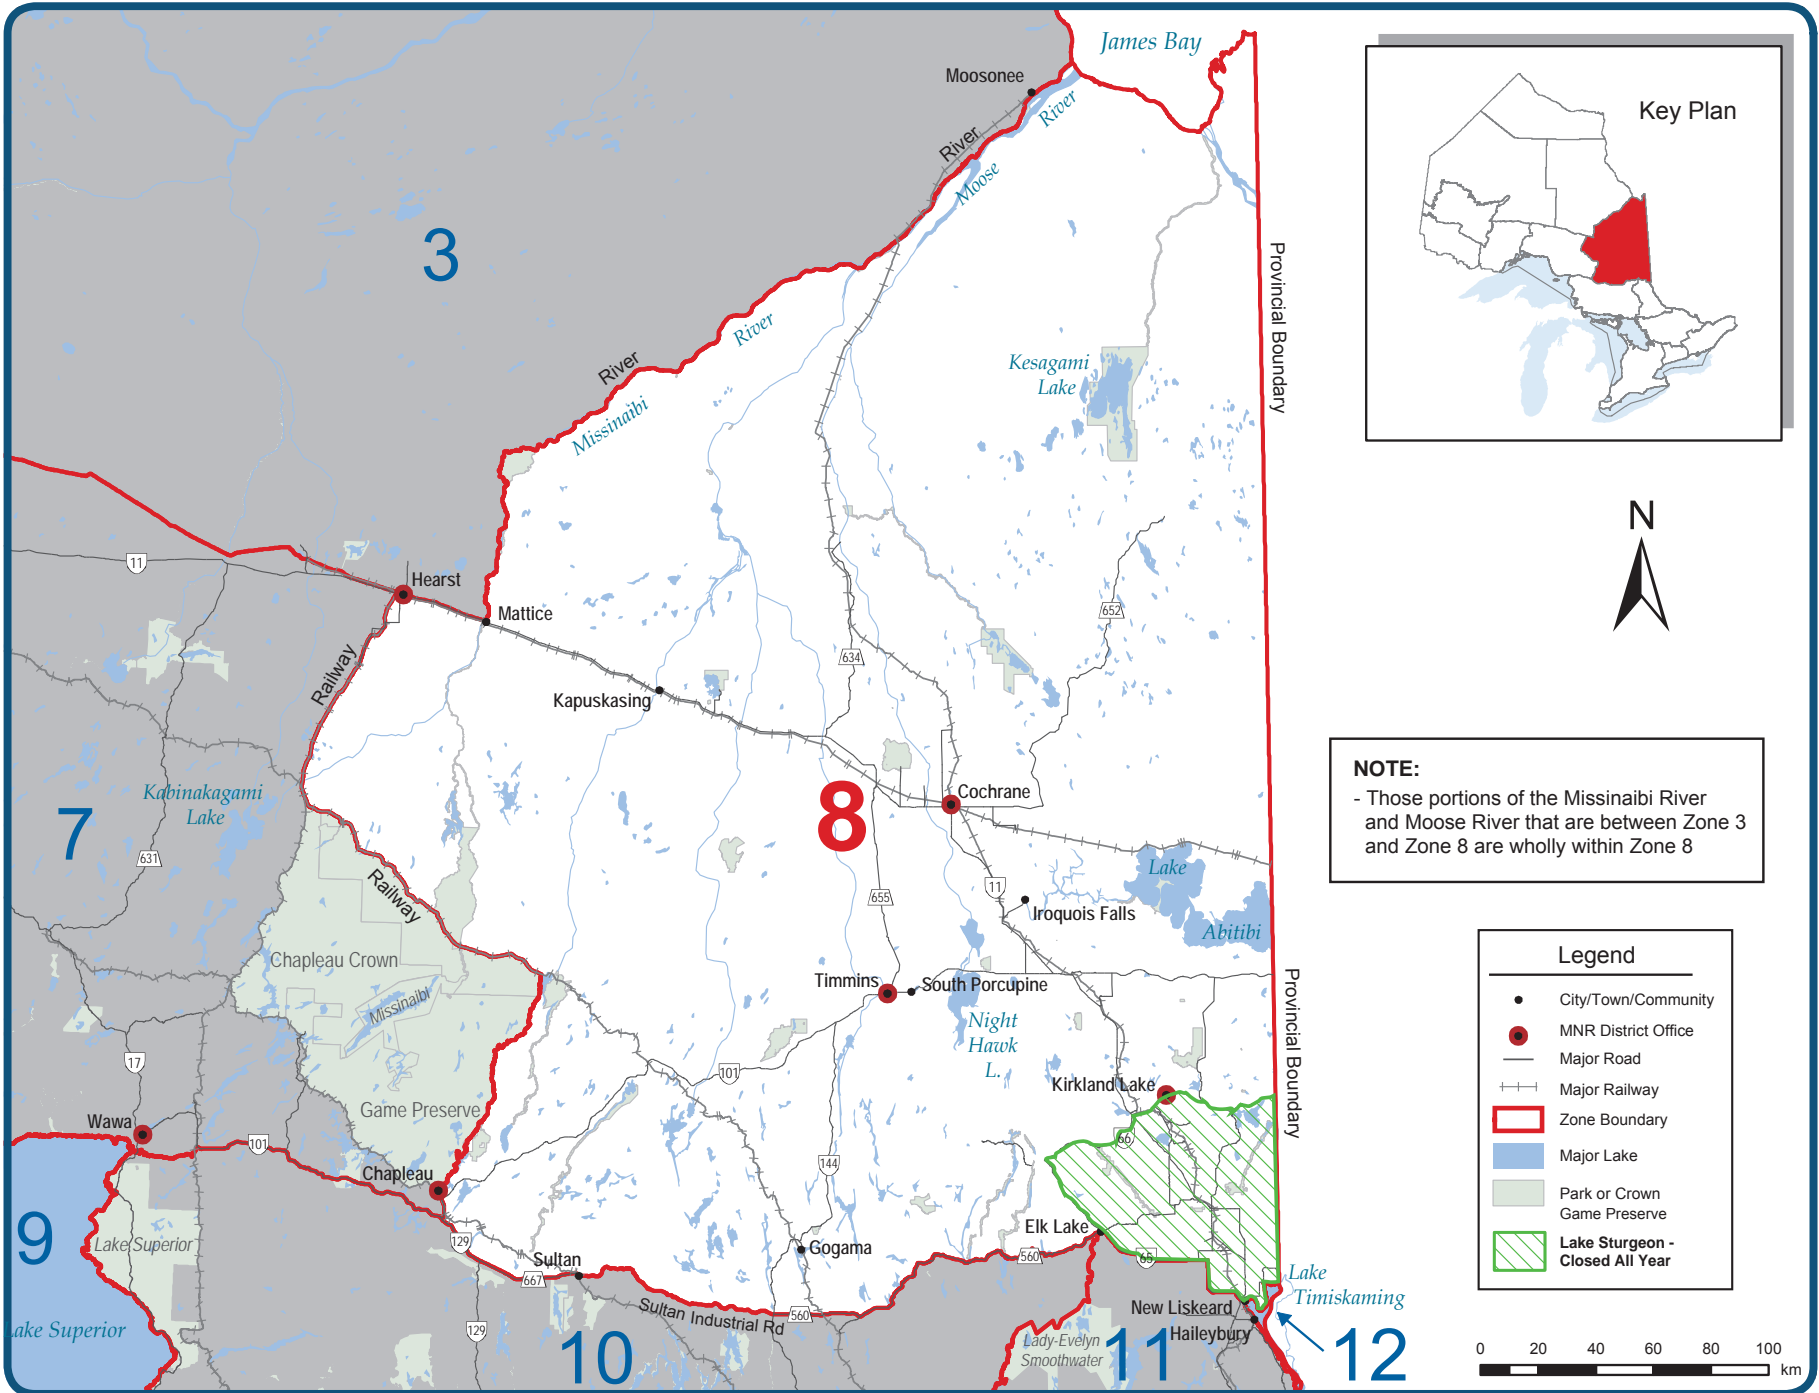 James Bay
Moosonee
River
River
Moose
Key Plan
3
Provincial Boundary
River
River
Missinaibi
Kesagami
Lake
N
11
Hearst
Mattice
652
634
Railway
Kapuskasing
NOTE:
- Those portions of the Missinaibi River
and Moose River that are between Zone 3
and Zone 8 are wholly within Zone 8
Kabinakagami
Lake
7
8
Cochrane
631
Railway
655
11
Lake
Abitibi
Iroquois Falls
Chapleau Crown
Missinaibi
Game Preserve
Timmins
South Porcupine
Night
Hawk
L.
Provincial Boundary
Legend
City/Town/Community
MNR District Office
Major Road
Major Railway
Zone Boundary
Major Lake
Park or Crown
Game Preserve
Lake Sturgeon -
Closed All Year
17
101
Kirkland Lake
Wawa
101
66
144
Chapleau
9
Lake Superior
129
Sultan
667
Gogama
Elk Lake
560
65
Lake
Timiskaming
Lake Superior
129
Sultan Industrial Rd
560
10
New Liskeard
Haileybury
Lady-Evelyn
Smoothwater
11
12
0 20 40 60 80 100
km